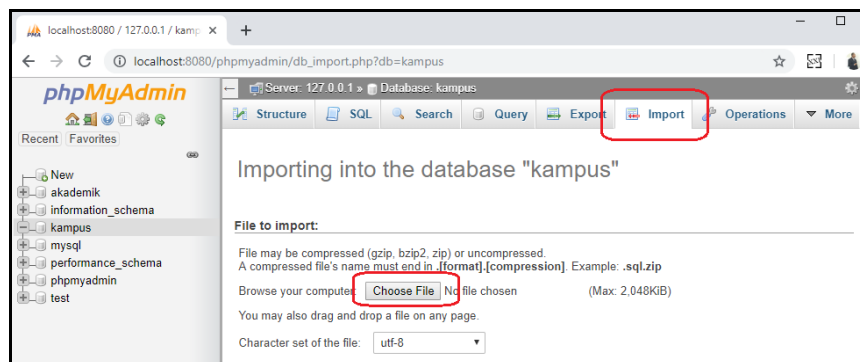 localhost:8080 / 127.0.0.1 / kamp
localhost:8080/phpmyadmin/db_import.php?db=kampus
phpMyAdmin
Recent Favorites
New
akademik
information_schema
kampus
mysql
performance_schema
phpmyadmin
test
Server: 127.0.0.1 » Database: kampus
Structure SQL Search Query Export Import Operations More
Importing into the database "kampus"
File to import:
File may be compressed (gzip, bzip2, zip) or uncompressed.
A compressed file's name must end in .[format].[compression]. Example: .sql.zip
Browse your computer: Choose File No file chosen (Max: 2,048KiB)
You may also drag and drop a file on any page.
Character set of the file: utf-8